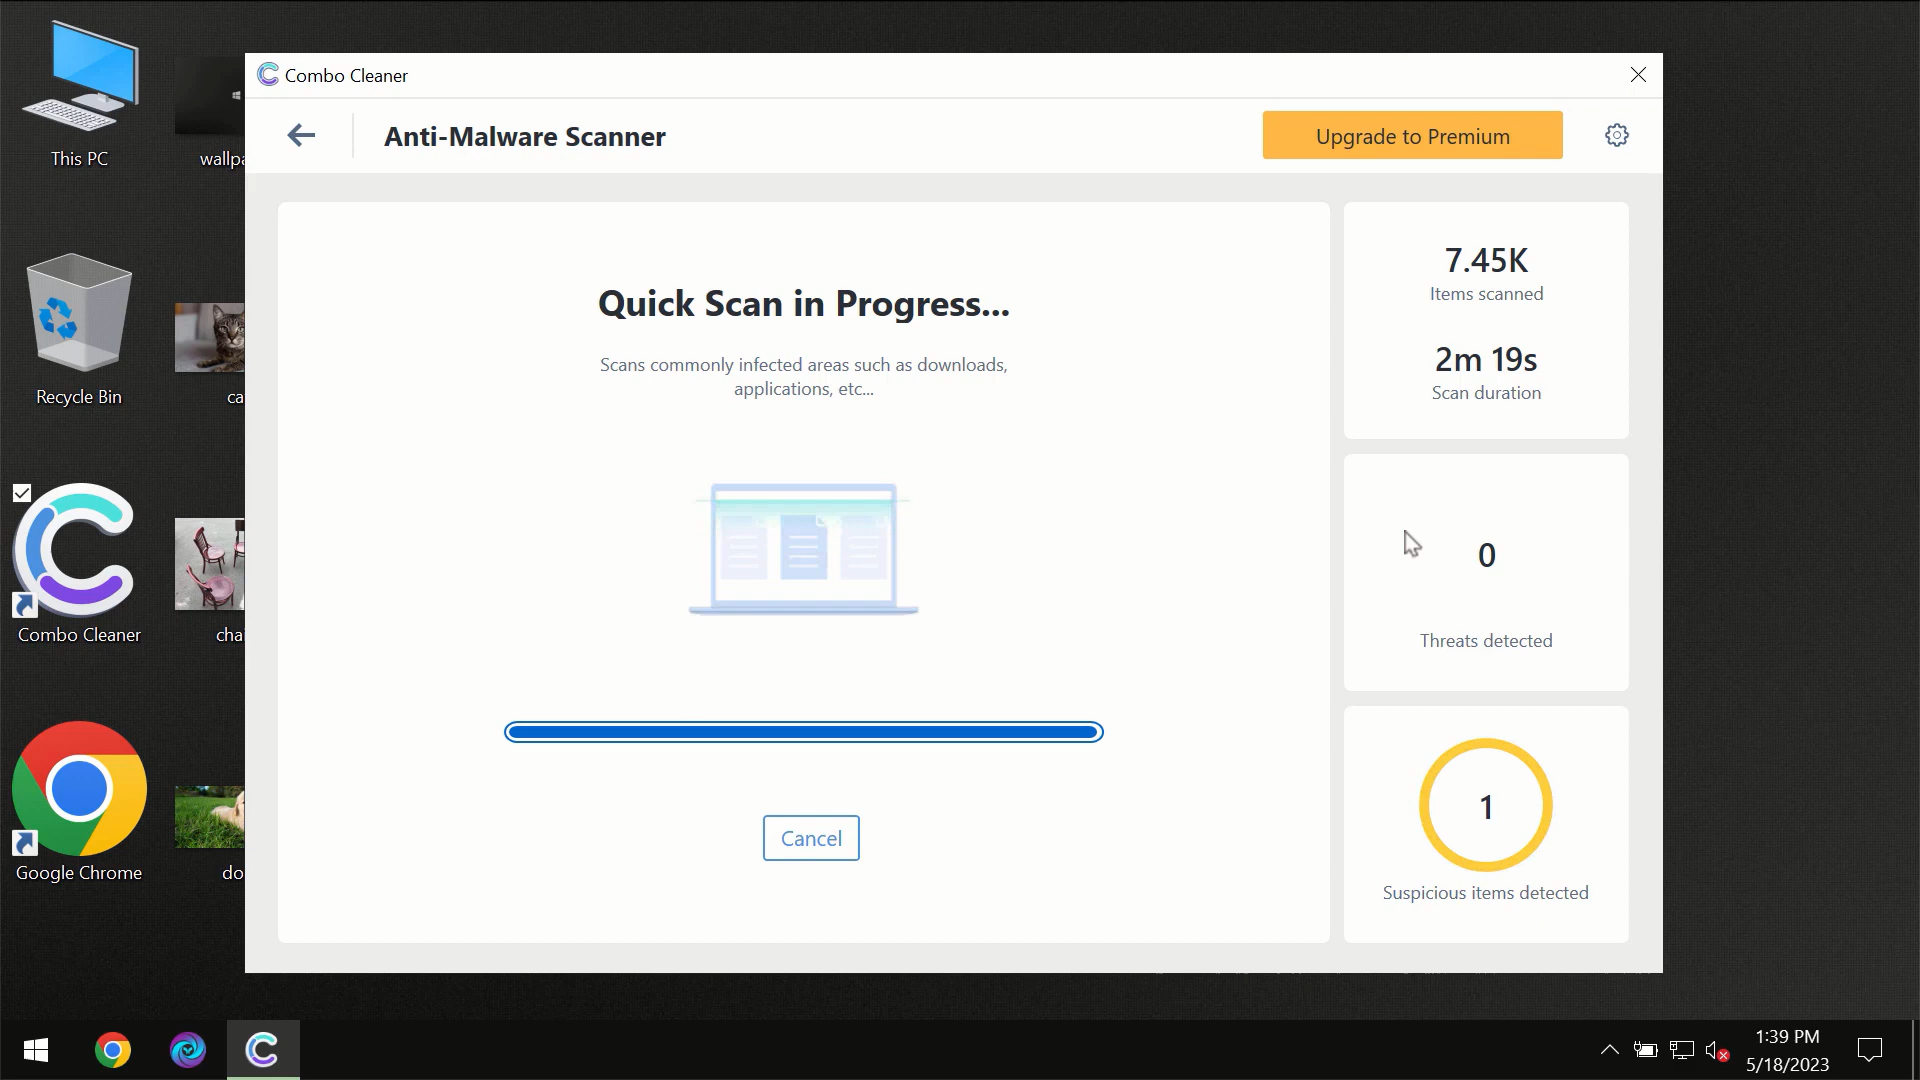 Combo Cleaner
Anti-Malware Scanner
Upgrade to Premium
Quick Scan in Progress...
Scans commonly infected areas such as downloads,
applications, etc...
Cancel
7.45K
Items scanned
2m 19s
Scan duration
0
Threats detected
1
Suspicious items detected
This PC
wallpa
Recycle Bin
ca
Combo Cleaner
chai
Google Chrome
do
1:39 PM
5/18/2023